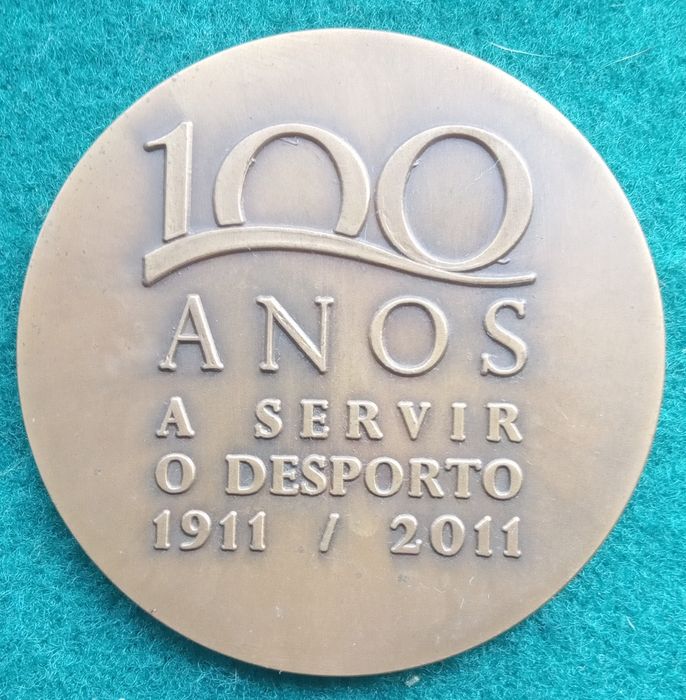 100
ANOS
A SERVIR
O DESPORTO
1911 / 2011